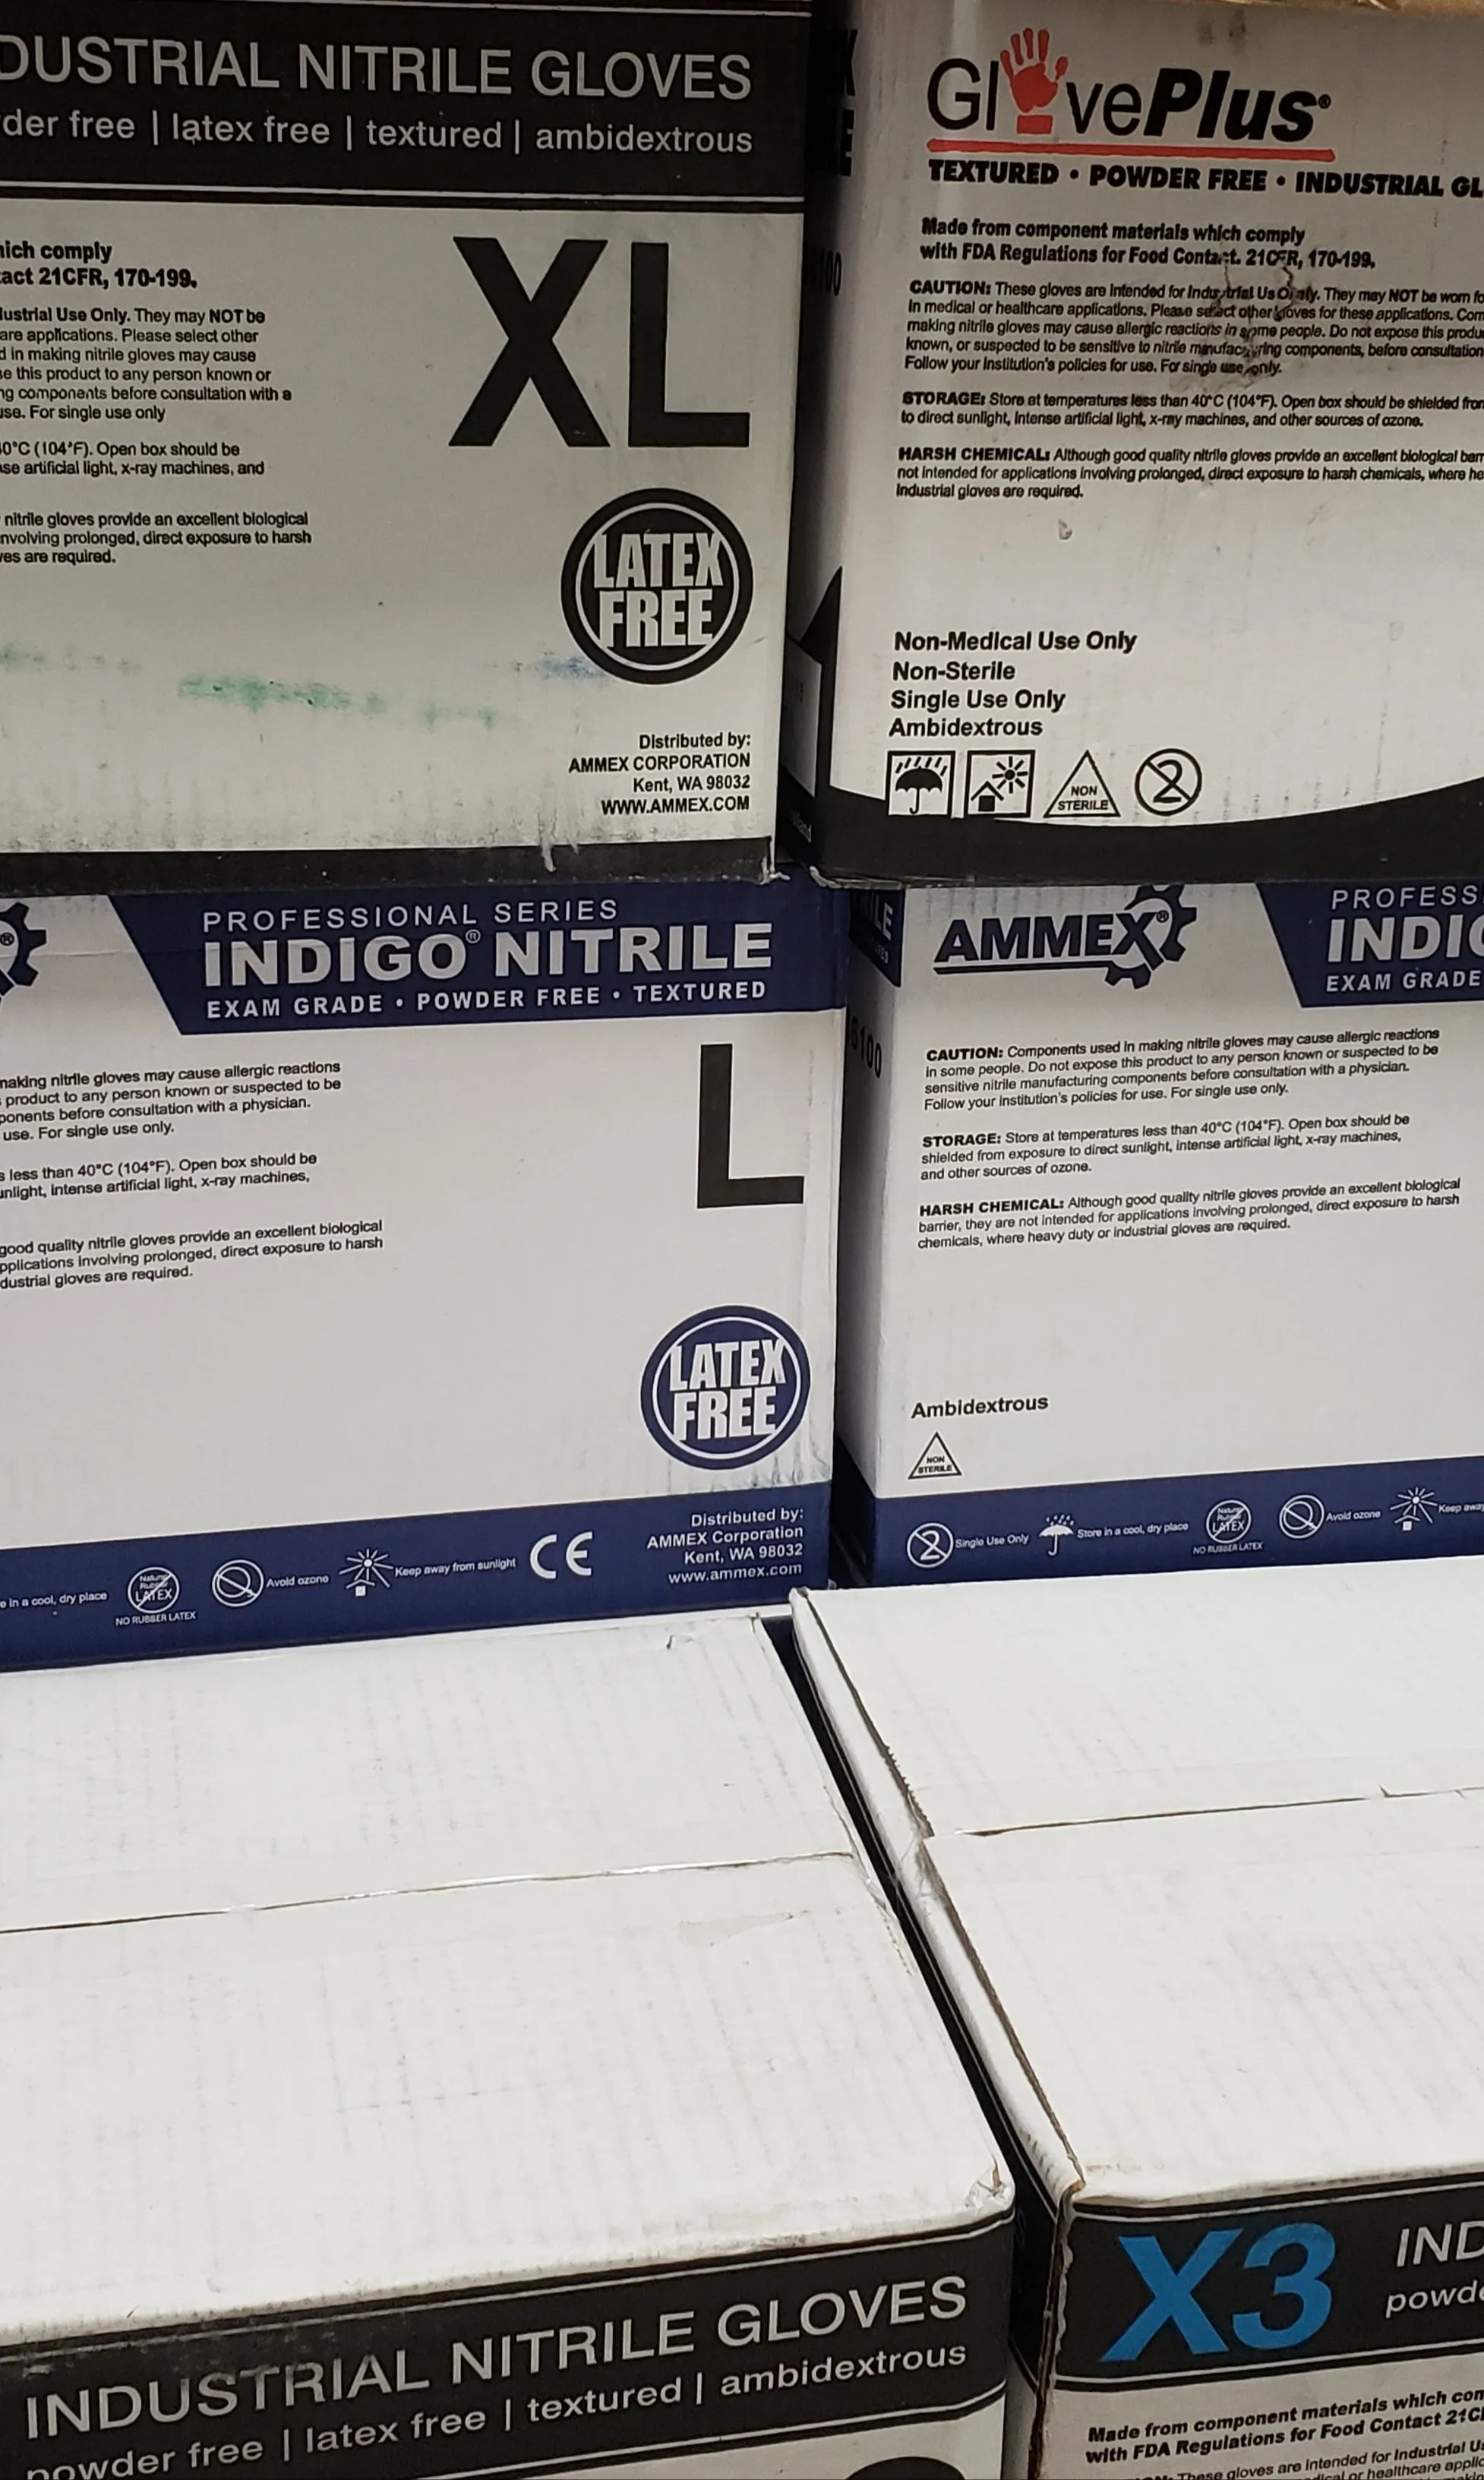 DUSTRIAL NITRILE GLOVES
der free | latex free | textured | ambidextrous
XL
comply
21CFR, 170-199.
Use Only. They may NOT be
are applications. Please select other
in making nitrile gloves may cause
this product to any person known or
components before consultation with a
use. For single use only
(104°F). Open box should be
artificial light, x-ray machines, and
nitrile gloves provide an excellent biological
involving prolonged, direct exposure to harsh
are required.
LATEX
FREE
Distributed by:
AMMEX CORPORATION
Kent, WA 98032
WWW.AMMEX.COM
GlovePlus®
TEXTURED • POWDER FREE • INDUSTRIAL GL
Made from component materials which comply
with FDA Regulations for Food Contact. 21CFR, 170-199.
CAUTION: These gloves are Intended for Industrial Use Only. They may NOT be worn fo
In medical or healthcare applications. Please select other gloves for these applications. Com
making nitrile gloves may cause allergic reactions in some people. Do not expose this produ
known, or suspected to be sensitive to nitrile manufacturing components, before consultation
Follow your Institution's policies for use. For single use only.
STORAGE: Store at temperatures less than 40°C (104°F). Open box should be shielded from
to direct sunlight, Intense artificial light, x-ray machines, and other sources of ozone.
HARSH CHEMICAL: Although good quality nitrile gloves provide an excellent biological barr
not Intended for applications involving prolonged, direct exposure to harsh chemicals, where he
Industrial gloves are required.
Non-Medical Use Only
Non-Sterile
Single Use Only
Ambidextrous
NON
STERILE
2
PROFESSIONAL SERIES
INDIGO® NITRILE
EXAM GRADE • POWDER FREE • TEXTURED
L
making nitrile gloves may cause allergic reactions
product to any person known or suspected to be
before consultation with a physician.
use. For single use only.
less than 40°C (104°F). Open box should be
intense artificial light, x-ray machines,
good quality nitrile gloves provide an excellent biological
involving prolonged, direct exposure to harsh
gloves are required.
LATEX
FREE
in a cool, dry place
Natural
Rubber
LATEX
NO RUBBER LATEX
Avoid ozone
Keep away from sunlight
CE
Distributed by:
AMMEX Corporation
Kent, WA 98032
www.ammex.com
AMMEX®
PROFESS
INDIG
EXAM GRADE
CAUTION: Components used in making nitrile gloves may cause allergic reactions
in some people. Do not expose this product to any person known or suspected to be
sensitive nitrile manufacturing components before consultation with a physician.
Follow your institution's policies for use. For single use only.
STORAGE: Store at temperatures less than 40°C (104°F). Open box should be
shielded from exposure to direct sunlight, intense artificial light, x-ray machines,
and other sources of ozone.
HARSH CHEMICAL: Although good quality nitrile gloves provide an excellent biological
barrier, they are not intended for applications involving prolonged, direct exposure to harsh
chemicals, where heavy duty or industrial gloves are required.
Ambidextrous
NON
STERILE
2
Single Use Only
Store in a cool, dry place
Natural
Rubber
LATEX
NO RUBBER LATEX
Avoid ozone
Keep away
INDUSTRIAL NITRILE GLOVES
powder free | latex free | textured | ambidextrous
X3
IND
powd
Made from component materials which com
with FDA Regulations for Food Contact 21C
These gloves are intended for Industrial
or healthcare